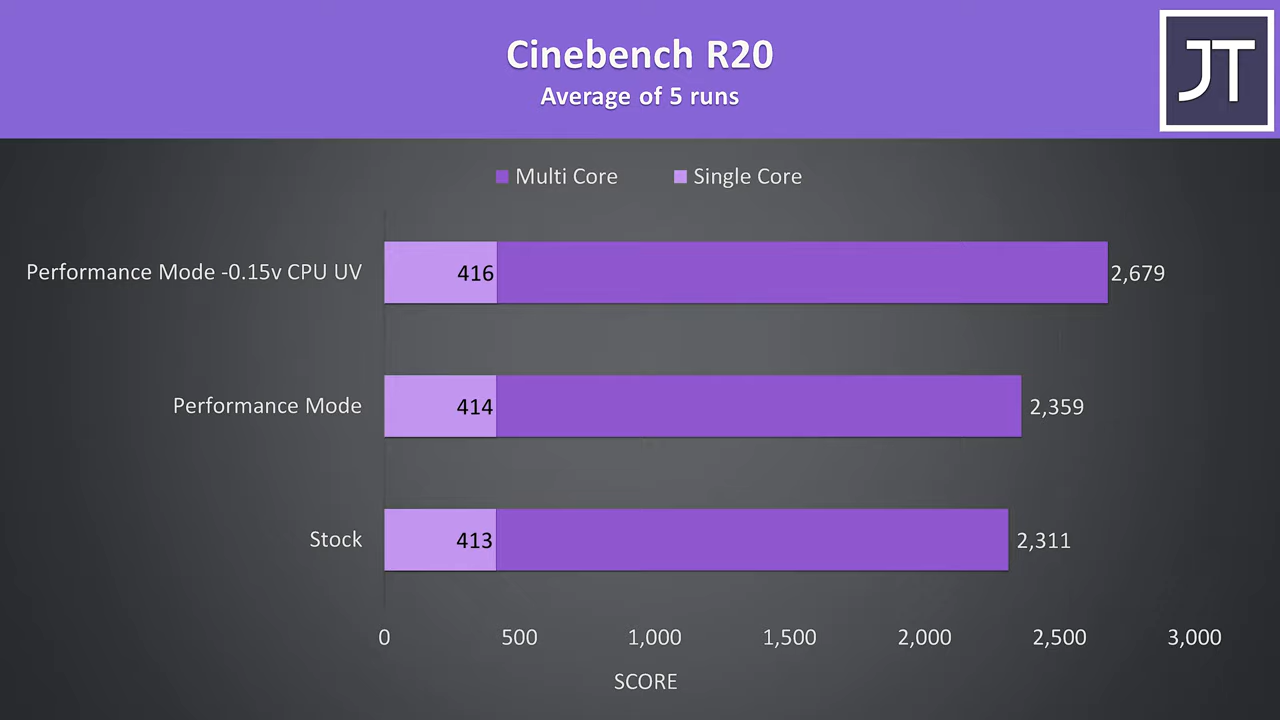 Cinebench R20
Average of 5 runs
JT
Multi Core Single Core
Performance Mode -0.15v CPU UV 416 2,679
Performance Mode 414 2,359
Stock 413 2,311
0 500 1,000 1,500 2,000 2,500 3,000
SCORE